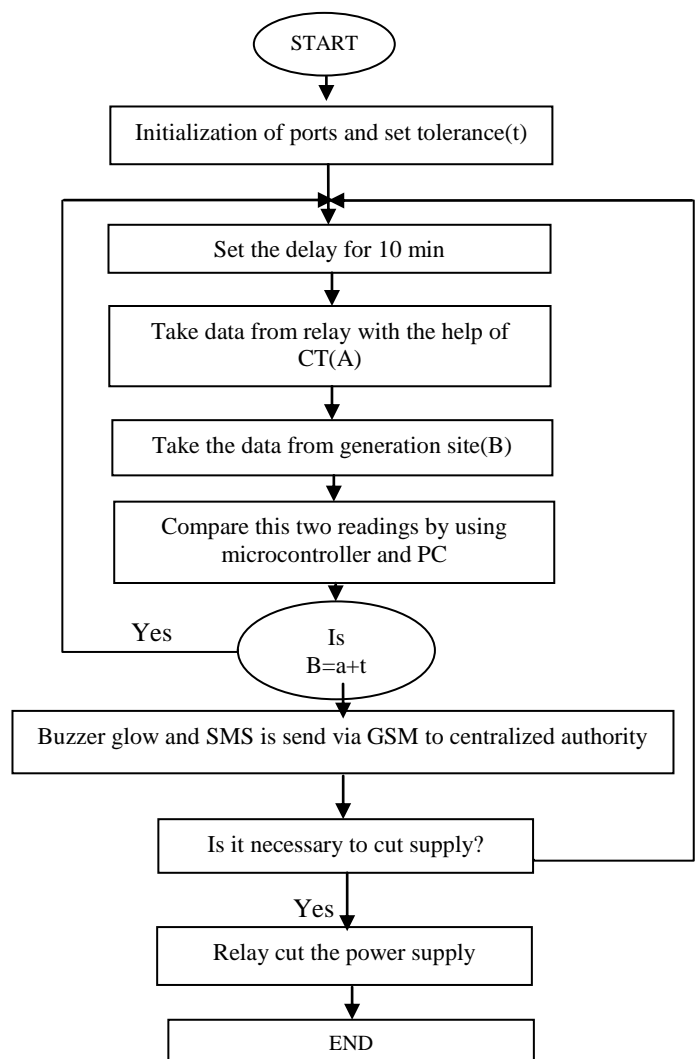 START
Initialization of ports and set tolerance(t)
Set the delay for 10 min
Take data from relay with the help of
CT(A)
Take the data from generation site(B)
Compare this two readings by using
microcontroller and PC
Yes
Is
B=a+t
Buzzer glow and SMS is send via GSM to centralized authority
Is it necessary to cut supply?
Yes
Relay cut the power supply
END